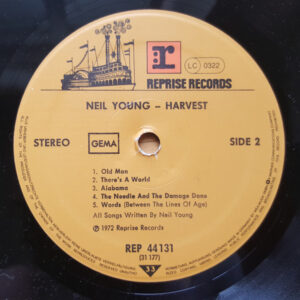 r
LC 0322
REPRISE RECORDS
NEIL YOUNG – HARVEST
STEREO
GEMA
SIDE 2
1. Old Man
2. There's A World
3. Alabama
4. The Needle And The Damage Done
5. Words (Between The Lines Of Age)
All Songs Written By Neil Young
℗ 1972 Reprise Records
REP 44 131
(31 177)
33